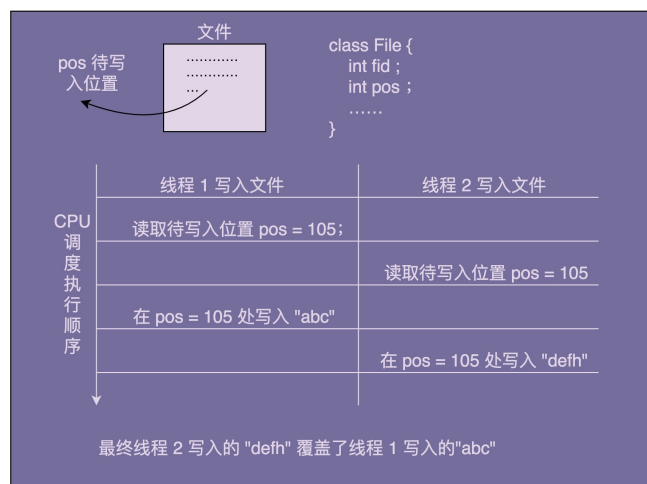 文件
pos 待写
入位置
............
............
...
class File {
int fid ;
int pos ;
......
}
线程 1 写入文件
线程 2 写入文件
CPU
调
度
执
行
顺
序
读取待写入位置 pos = 105;
读取待写入位置 pos = 105
在 pos = 105 处写入 "abc"
在 pos = 105 处写入 "defh"
最终线程 2 写入的 "defh" 覆盖了线程 1 写入的"abc"